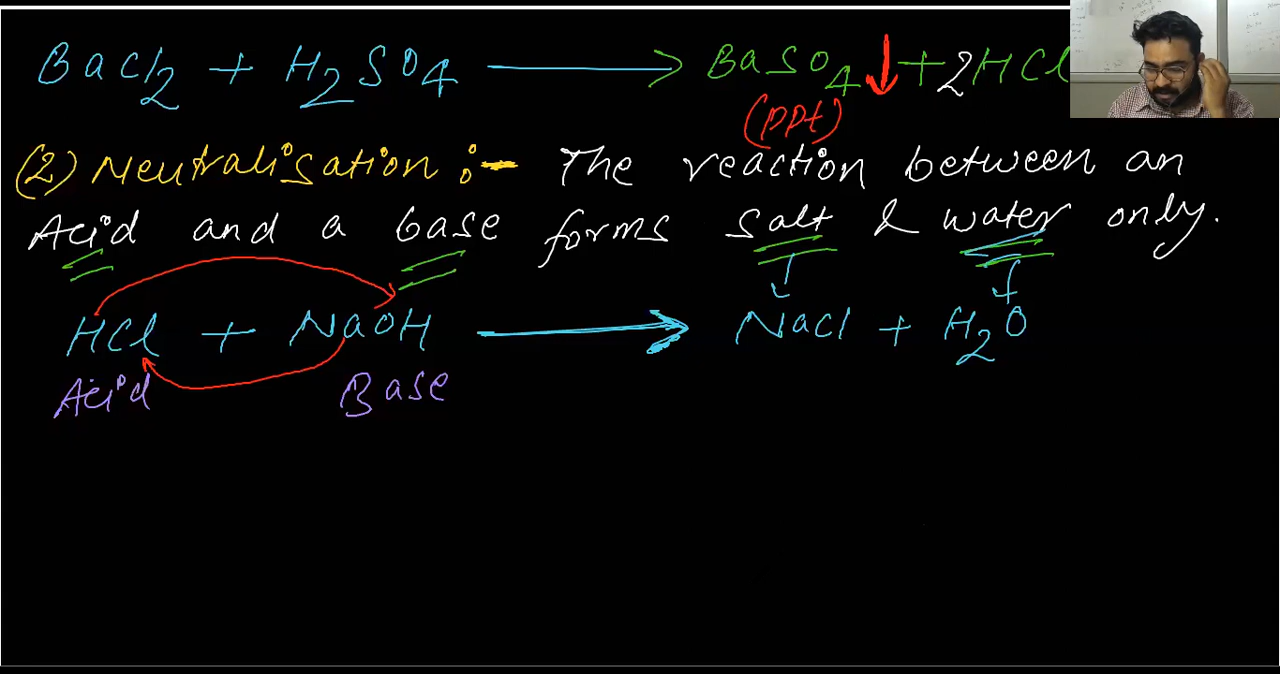 BaCl2 + H2SO4 → BaSO4 ↓ + 2HCl
(ppt)
(2) Neutralisation :- The reaction between an
Acid and a base forms salt & water only.
HCl + NaOH → NaCl + H2O
Acid Base